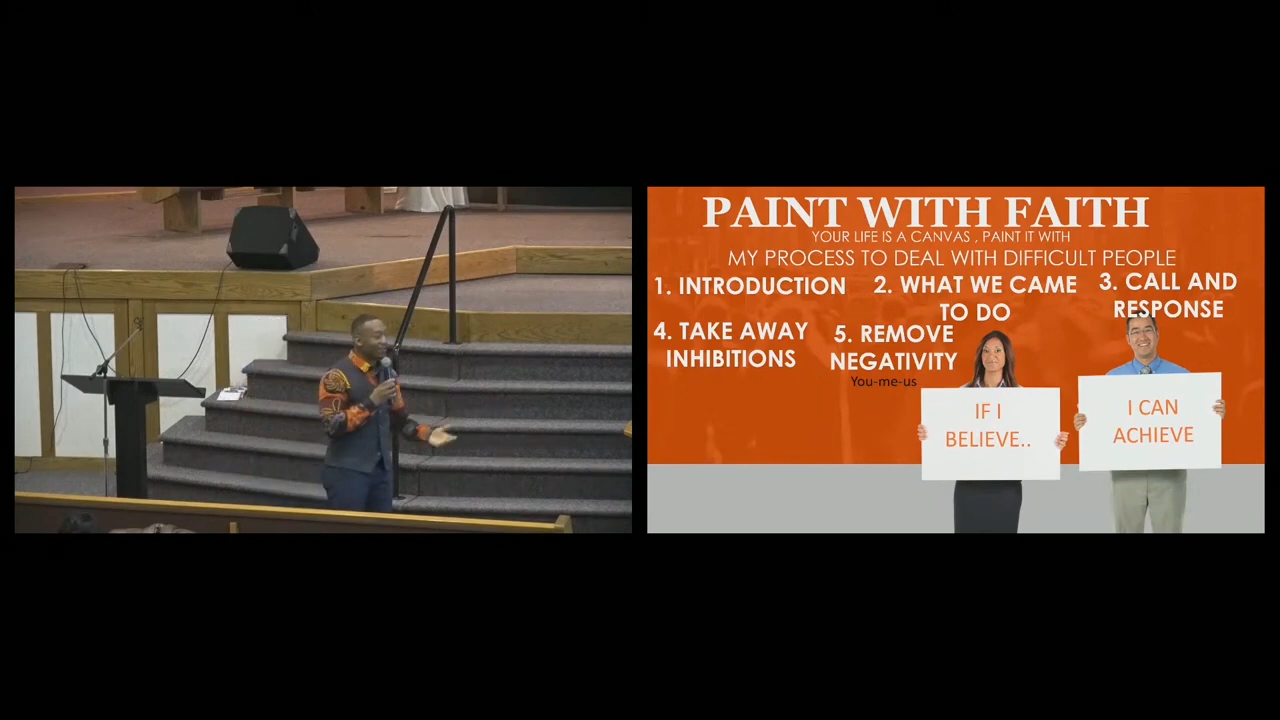 PAINT WITH FAITH
YOUR LIFE IS A CANVAS , PAINT IT WITH
MY PROCESS TO DEAL WITH DIFFICULT PEOPLE
1. INTRODUCTION
2. WHAT WE CAME
TO DO
3. CALL AND
RESPONSE
4. TAKE AWAY
INHIBITIONS
5. REMOVE
NEGATIVITY
You-me-us
IF I
BELIEVE..
I CAN
ACHIEVE